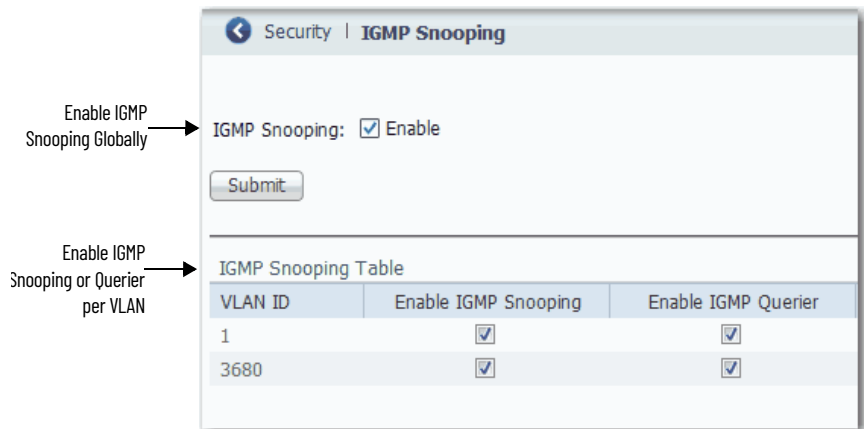 Security | IGMP Snooping
Enable IGMP
Snooping Globally
IGMP Snooping: Enable
Submit
Enable IGMP
Snooping or Querier
per VLAN
IGMP Snooping Table
VLAN ID Enable IGMP Snooping Enable IGMP Querier
1
3680